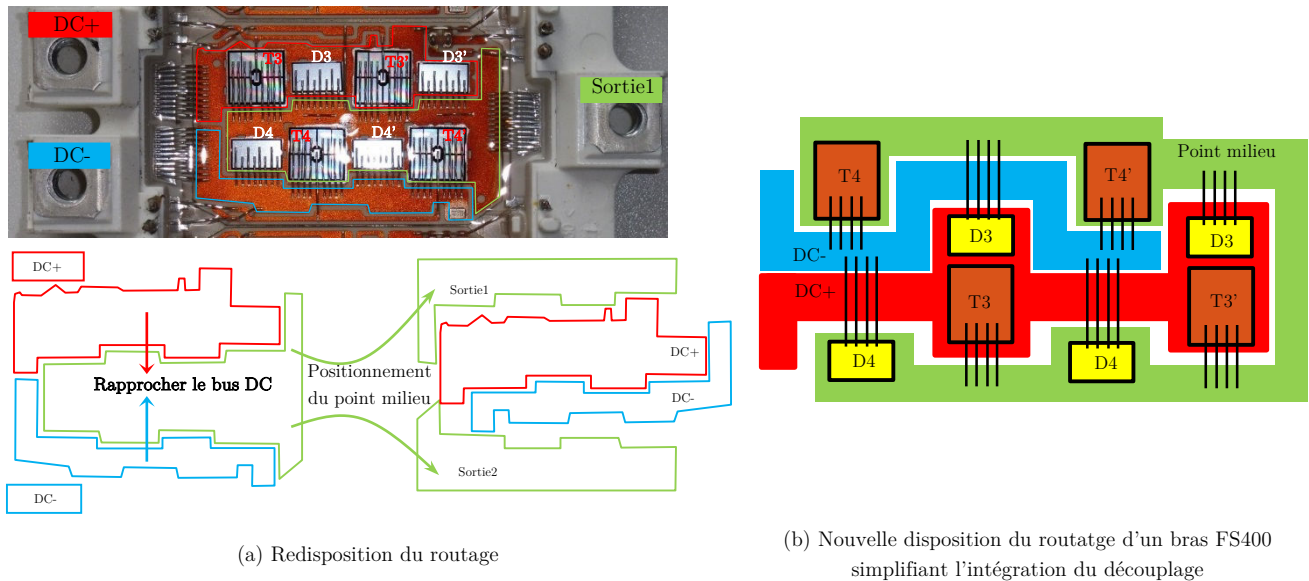 DC+
T3
D3
T3'
D3'
Sortie1
DC-
D4
T4
D4'
T4'
DC+
Rapprocher le bus DC
DC-
Sortie1
DC+
DC-
Positionnement
du point milieu
Sortie2
(a) Redisposition du routage
Point milieu
T4
T4'
D3
D3
DC-
DC+
T3
T3'
D4
D4
(b) Nouvelle disposition du routatge d'un bras FS400
simplifiant l'intégration du découplage